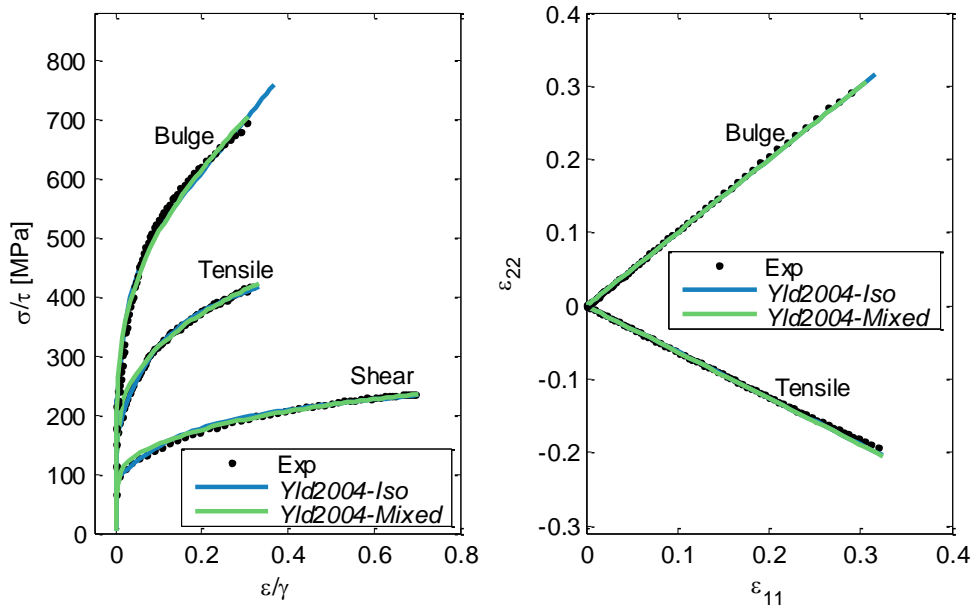 800
700
600
500
400
300
200
100
0
σ/τ [MPa]
Bulge
Tensile
Shear
Exp
Yld2004-Iso
Yld2004-Mixed
0 0.2 0.4 0.6 0.8
ε/γ
0.4
0.3
0.2
0.1
0
-0.1
-0.2
-0.3
ε22
Bulge
Exp
Yld2004-Iso
Yld2004-Mixed
Tensile
0 0.1 0.2 0.3 0.4
ε11